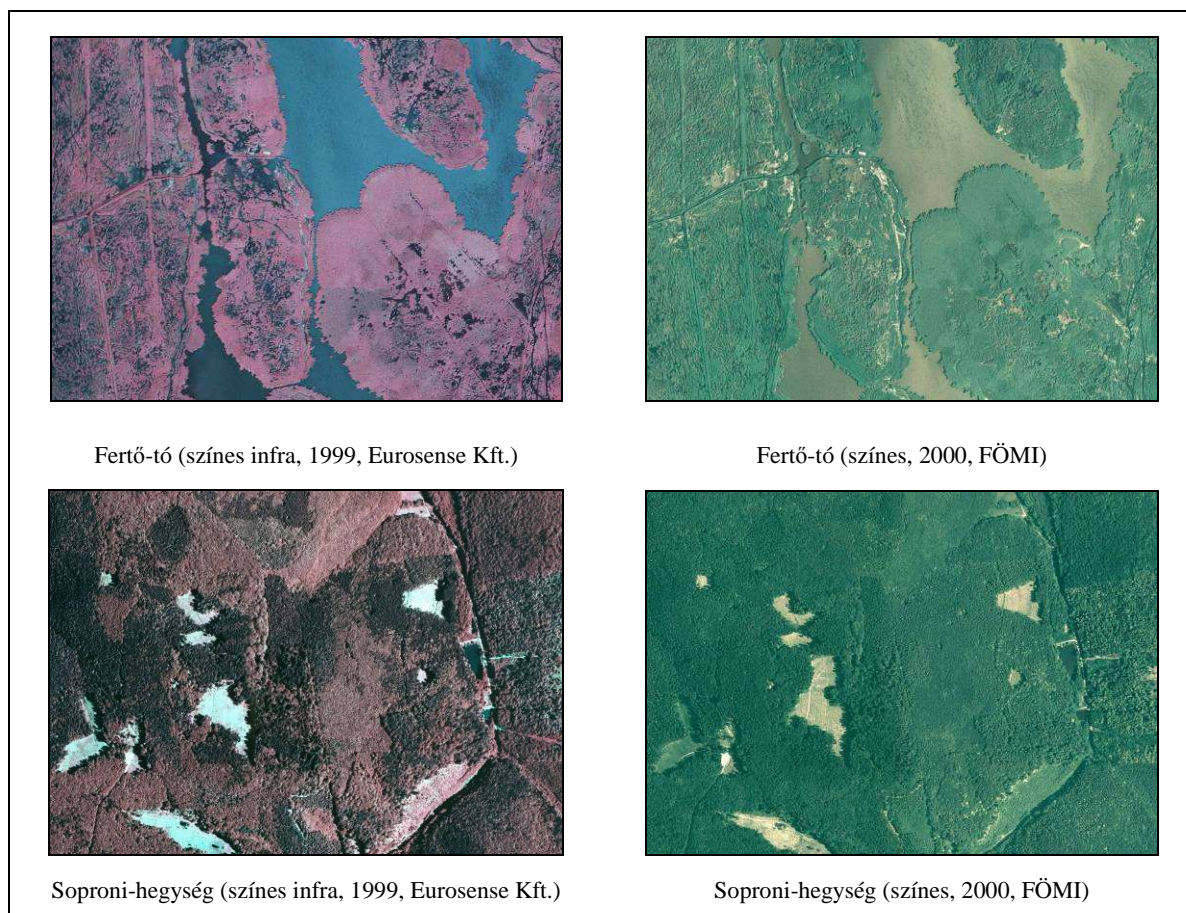 Fertő-tó (színes infra, 1999, Eurosense Kft.)
Fertő-tó (színes, 2000, FÖMI)
Soproni-hegység (színes infra, 1999, Eurosense Kft.)
Soproni-hegység (színes, 2000, FÖMI)